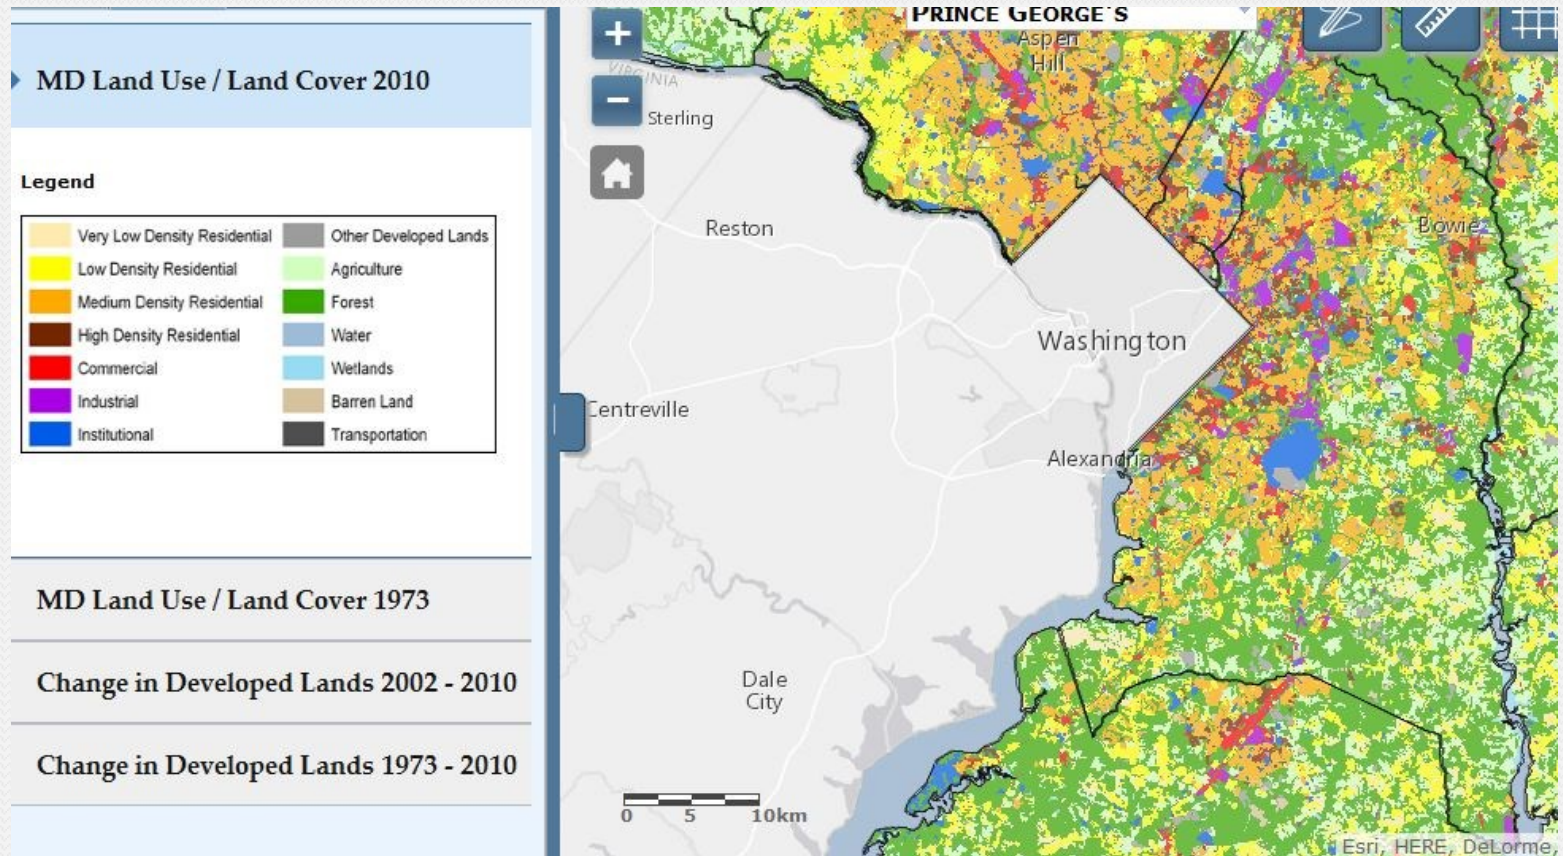 MD Land Use / Land Cover 2010
Legend
Very Low Density Residential
Low Density Residential
Medium Density Residential
High Density Residential
Commercial
Industrial
Institutional
Other Developed Lands
Agriculture
Forest
Water
Wetlands
Barren Land
Transportation
MD Land Use / Land Cover 1973
Change in Developed Lands 2002 - 2010
Change in Developed Lands 1973 - 2010
+
−
PRINCE GEORGE'S
Aspen
Hill
VIRGINIA
Sterling
Reston
Bowie
Washington
Centreville
Alexandria
Dale
City
0 5 10km
Esri, HERE, DeLorme,